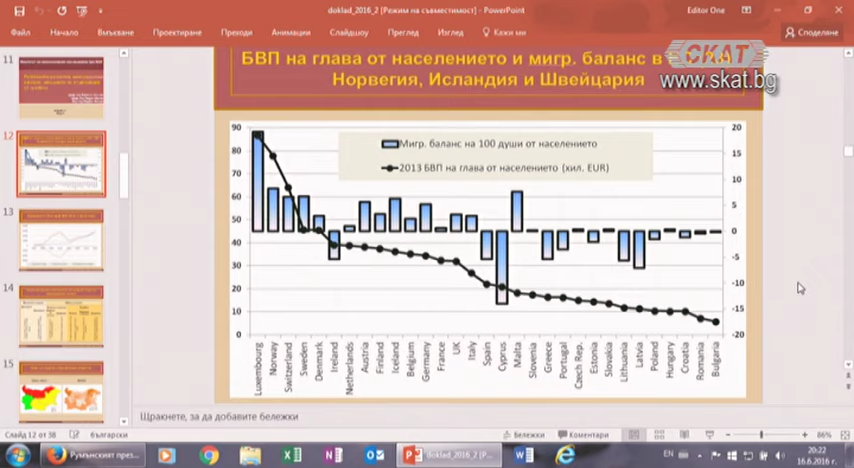 doklad_2016_2 [Режим на съвместимост] - PowerPoint
Editor One
Файл Начало Вмъкване Проектиране Преходи Анимации Слайдшоу Преглед Изглед Кажи ми Споделяне
СКАТ
www.skat.bg
БВП на глава от населението и мигр. баланс в
Норвегия, Исландия и Швейцария
Мигр. баланс на 100 души от населението
2013 БВП на глава от населението (хил. EUR)
90
80
70
60
50
40
30
20
10
0
20
15
10
5
0
-5
-10
-15
-20
Luxembourg
Norway
Switzerland
Sweden
Denmark
Ireland
Netherlands
Austria
Finland
Iceland
Belgium
Germany
France
UK
Italy
Spain
Cyprus
Malta
Slovenia
Greece
Portugal
Czech Rep.
Estonia
Slovakia
Lithuania
Latvia
Poland
Hungary
Croatia
Romania
Bulgaria
11
12
13
14
15
Щракнете, за да добавите бележки
Слайд 12 от 38 български Бележки Коментари 86%
Румънският през...
doklad_2016_2 [P...
EN
20:22
16.6.2016 г.